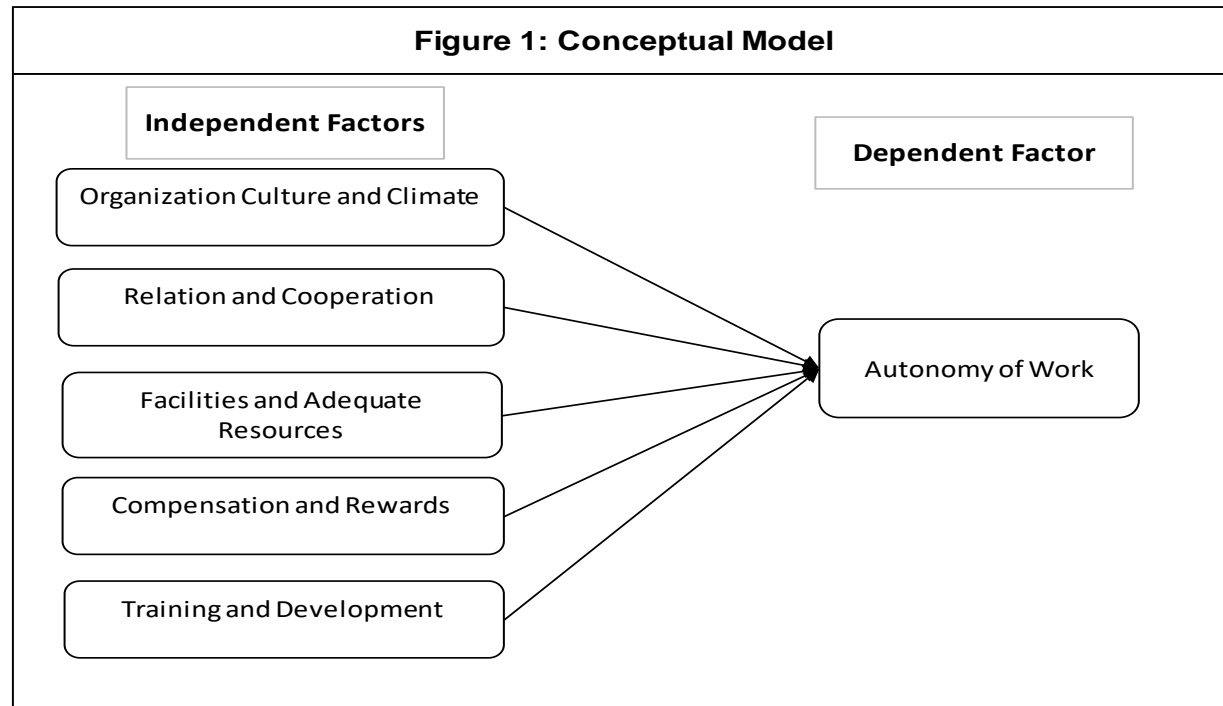 Figure 1: Conceptual Model
Independent Factors
Dependent Factor
Organization Culture and Climate
Relation and Cooperation
Facilities and Adequate
Resources
Compensation and Rewards
Training and Development
Autonomy of Work